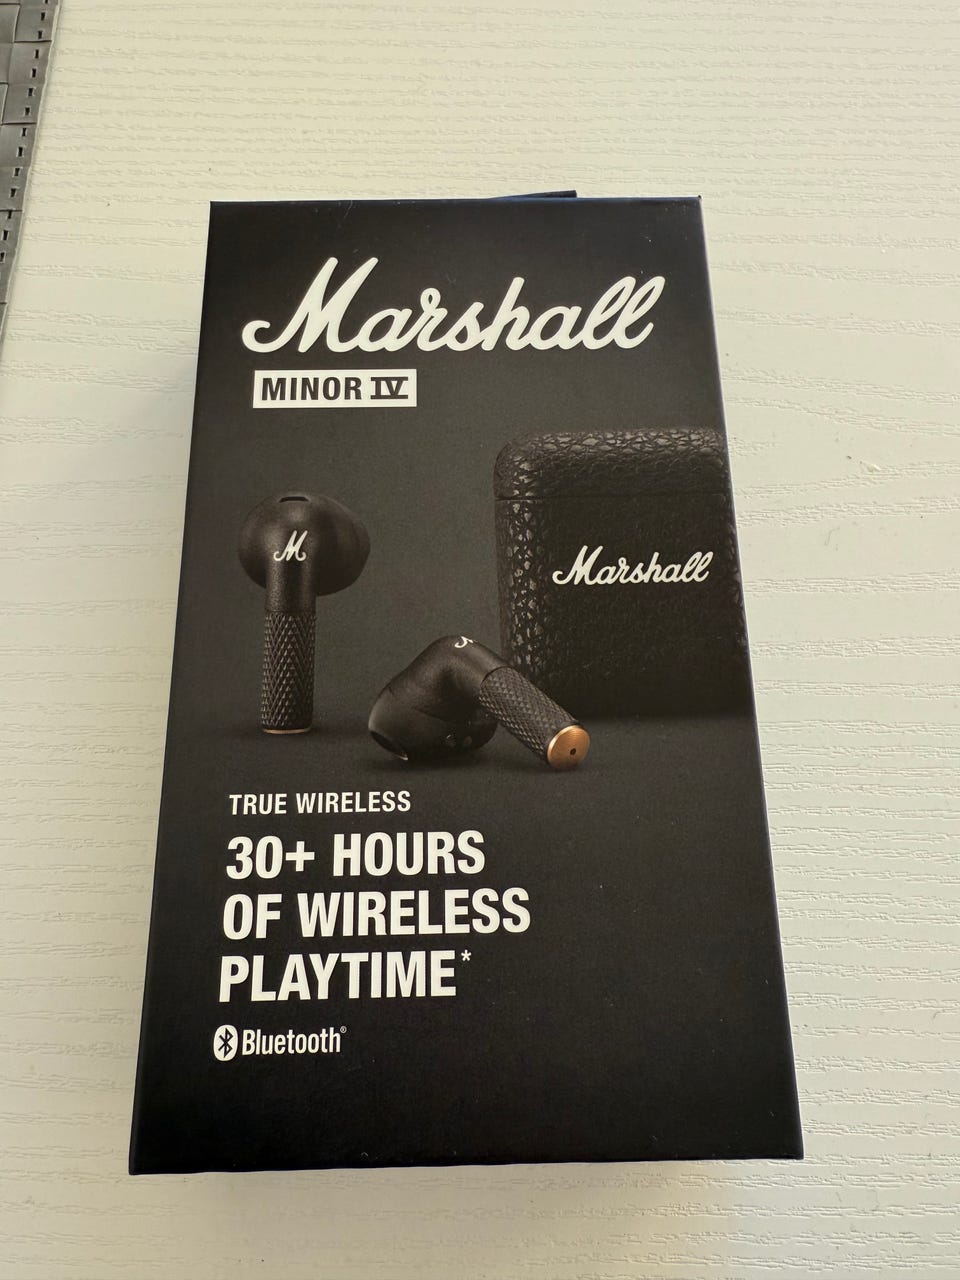 Marshall
MINOR IV
M
Marshall
TRUE WIRELESS
30+ HOURS
OF WIRELESS
PLAYTIME*
Bluetooth®